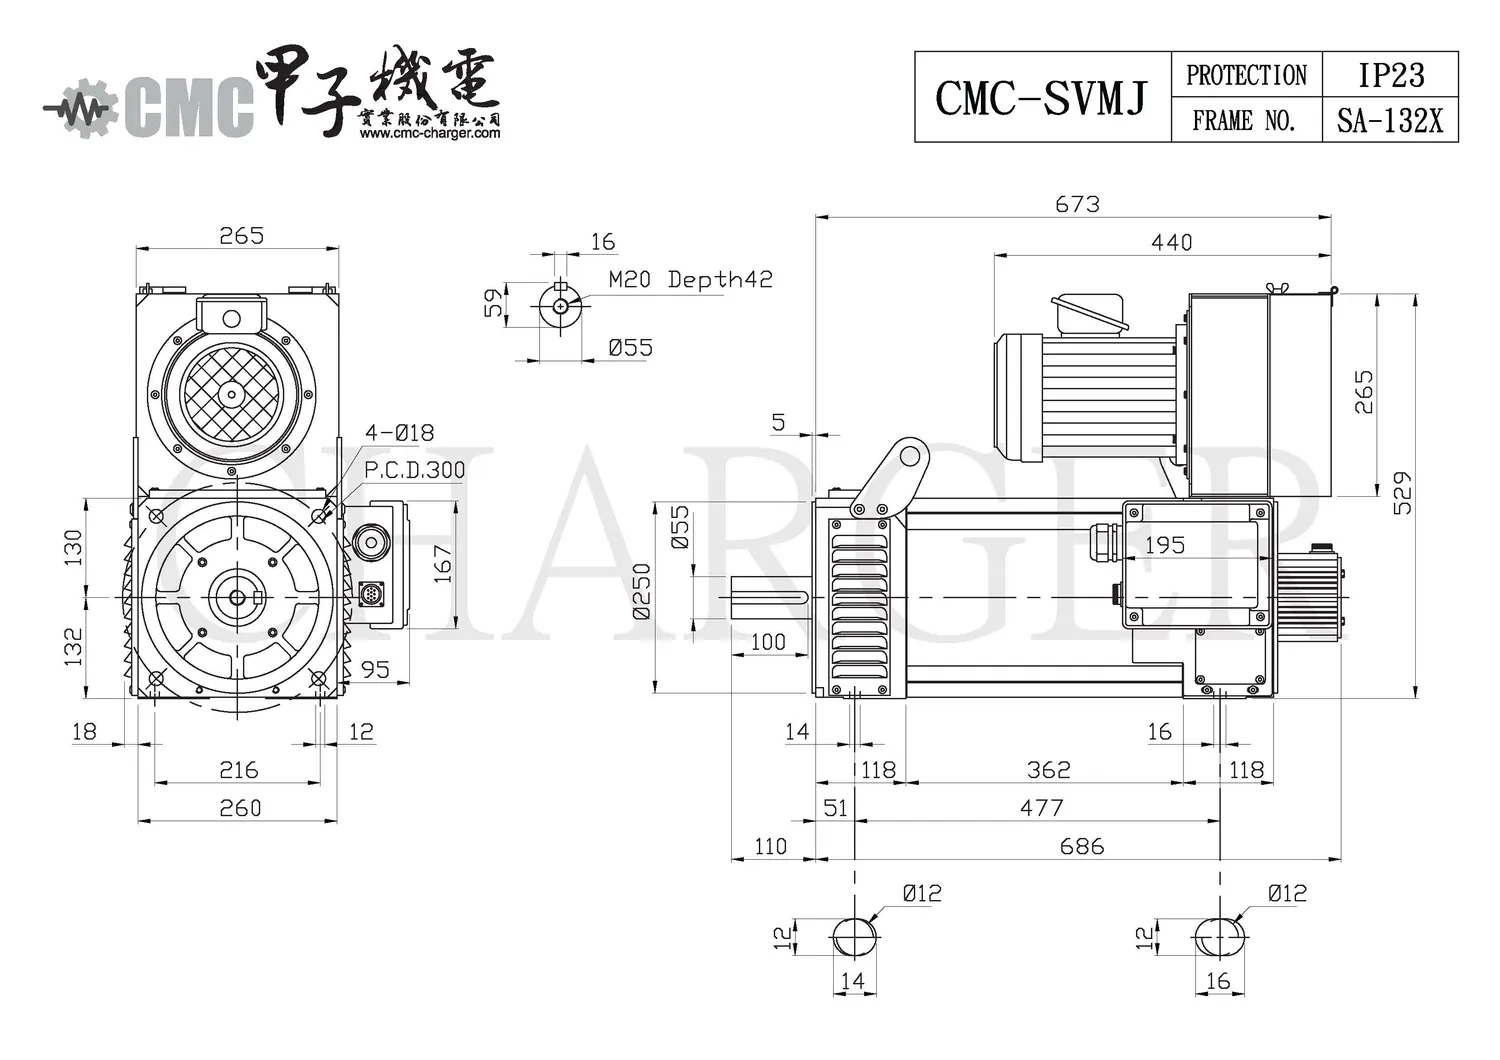 CMC 甲子機電
實業股份有限公司
www.cmc-charger.com
CMC-SVMJ
PROTECTION IP23
FRAME NO. SA-132X
673
265
16
440
M20 Depth42
59
Ø55
265
529
5
4-Ø18
P.C.D.300
130
132
167
Ø55
Ø250
195
100
95
18
12
14
16
216
118
362
118
260
51
477
110
686
Ø12
Ø12
12
12
14
16
CHARGER